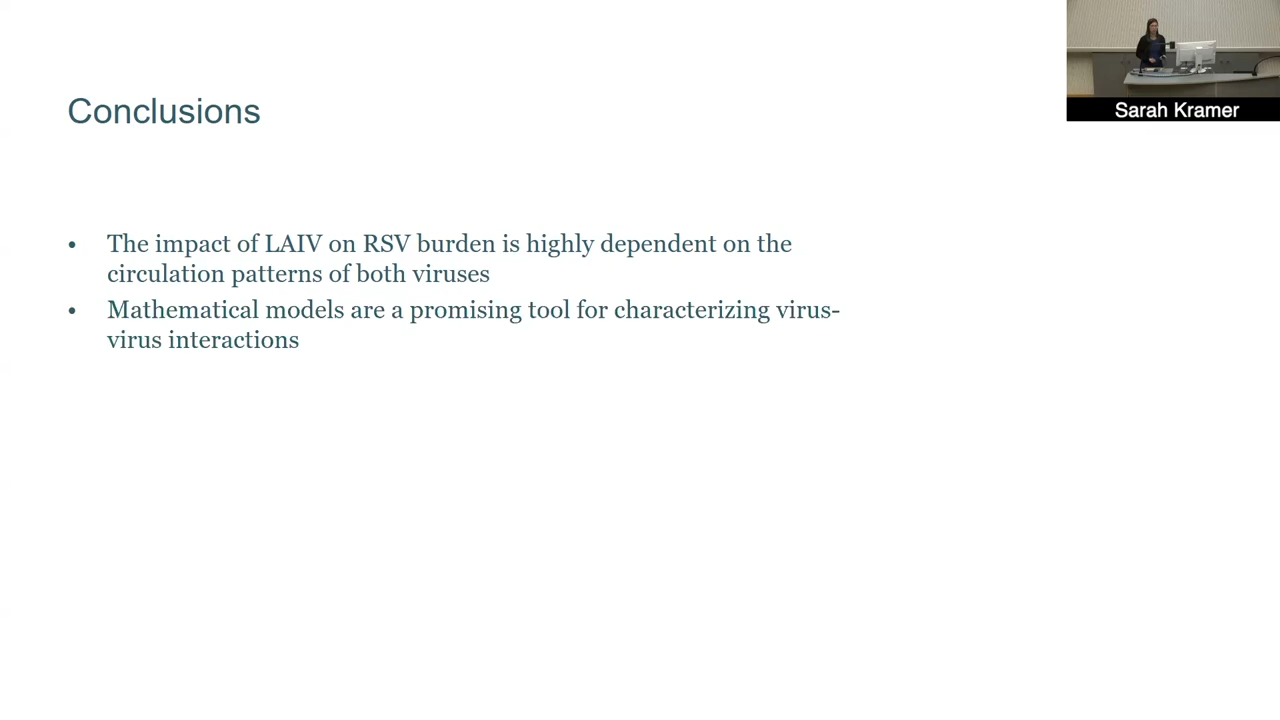 Sarah Kramer
Conclusions
• The impact of LAIV on RSV burden is highly dependent on the
circulation patterns of both viruses
• Mathematical models are a promising tool for characterizing virus-
virus interactions